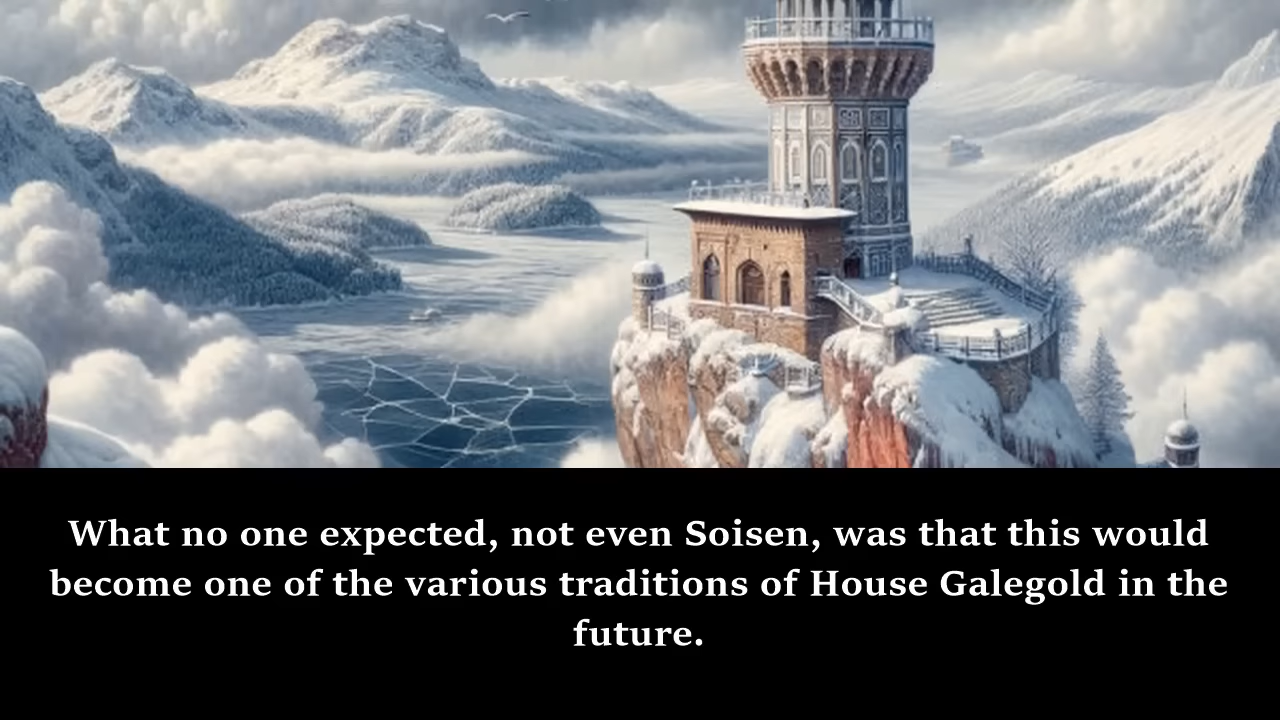 What no one expected, not even Soisen, was that this would
become one of the various traditions of House Galegold in the
future.